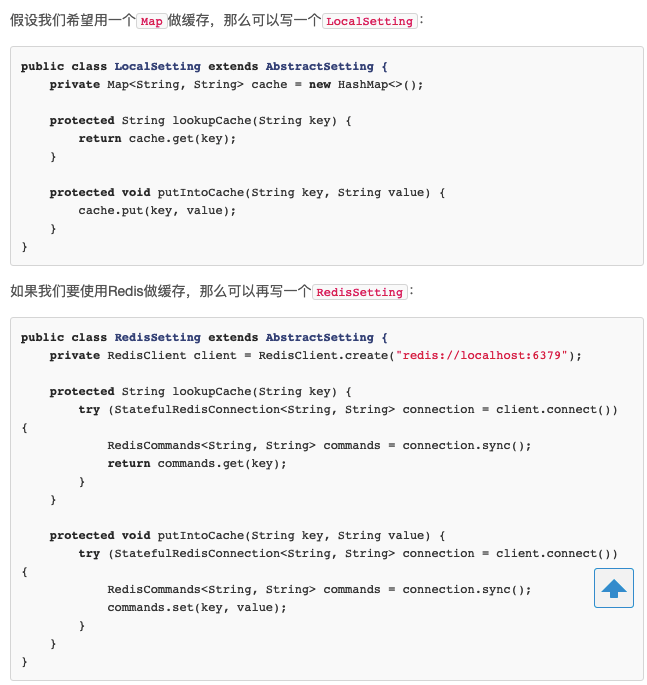 假设我们希望用一个Map做缓存，那么可以写一个LocalSetting：
public class LocalSetting extends AbstractSetting {
    private Map<String, String> cache = new HashMap<>();

    protected String lookupCache(String key) {
        return cache.get(key);
    }

    protected void putIntoCache(String key, String value) {
        cache.put(key, value);
    }
}
如果我们要使用Redis做缓存，那么可以再写一个RedisSetting：
public class RedisSetting extends AbstractSetting {
    private RedisClient client = RedisClient.create("redis://localhost:6379");

    protected String lookupCache(String key) {
        try (StatefulRedisConnection<String, String> connection = client.connect())
{
            RedisCommands<String, String> commands = connection.sync();
            return commands.get(key);
        }
    }

    protected void putIntoCache(String key, String value) {
        try (StatefulRedisConnection<String, String> connection = client.connect())
{
            RedisCommands<String, String> commands = connection.sync();
            commands.set(key, value);
        }
    }
}